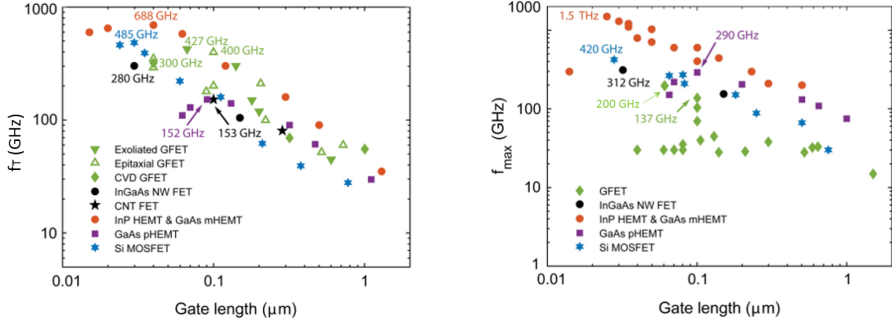 1000
100
10
fT (GHz)
688 GHz
485 GHz
427 GHz
400 GHz
300 GHz
280 GHz
152 GHz
153 GHz
Exoliated GFET
Epitaxial GFET
CVD GFET
InGaAs NW FET
CNT FET
InP HEMT & GaAs mHEMT
GaAs pHEMT
Si MOSFET
0.01
0.1
1
Gate length (μm)
1000
100
10
1
fmax (GHz)
1.5 THz
420 GHz
290 GHz
312 GHz
200 GHz
137 GHz
GFET
InGaAs NW FET
InP HEMT & GaAs mHEMT
GaAs pHEMT
Si MOSFET
0.01
0.1
1
Gate length (μm)